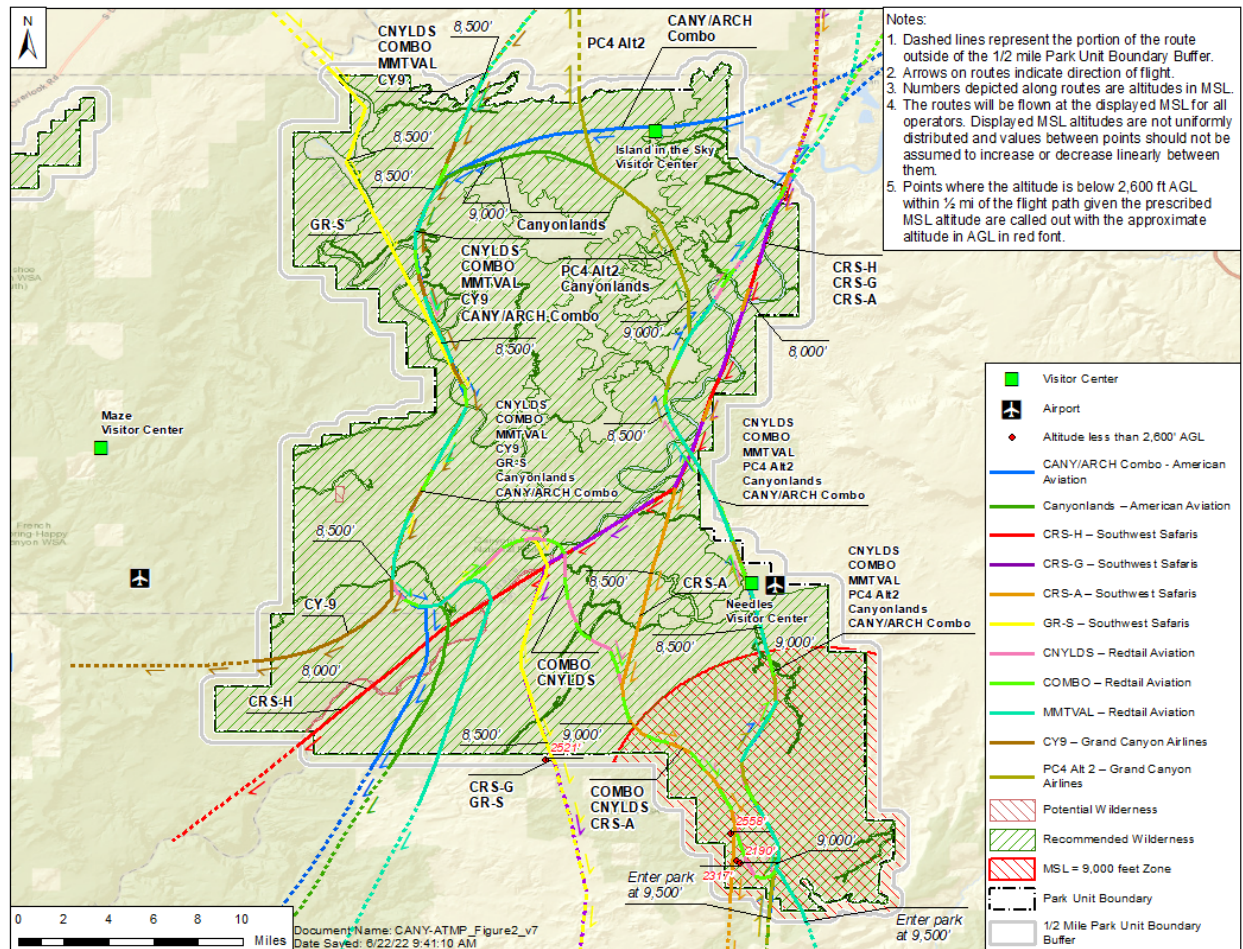 N
CNYLDS
COMBO
MMTVAL
CY9
8,500'
PC4 Alt2
CANY/ARCH
Combo
Notes:
1. Dashed lines represent the portion of the route
outside of the 1/2 mile Park Unit Boundary Buffer.
2. Arrows on routes indicate direction of flight.
3. Numbers depicted along routes are altitudes in MSL.
4. The routes will be flown at the displayed MSL for all
operators. Displayed MSL altitudes are not uniformly
distributed and values between points should not be
assumed to increase or decrease linearly between
them.
5. Points where the altitude is below 2,600 ft AGL
within ½ mi of the flight path given the prescribed
MSL altitude are called out with the approximate
altitude in AGL in red font.
Overlook Rd
8,500'
8,500'
Island in the Sky
Visitor Center
9,000'
Canyonlands
GR-S
CNYLDS
COMBO
MMTVAL
CY9
CANY/ARCH Combo
PC4 Alt2
Canyonlands
CRS-H
CRS-G
CRS-A
9,000'
8,000'
8,500'
Maze
Visitor Center
CNYLDS
COMBO
MMTVAL
CY9
GR-S
Canyonlands
CANY/ARCH Combo
8,500'
CNYLDS
COMBO
MMTVAL
PC4 Alt2
Canyonlands
CANY/ARCH Combo
French
Canyon WSA
8,500'
CY-9
8,500'
CRS-A
Needles
Visitor Center
CNYLDS
COMBO
MMTVAL
PC4 Alt2
Canyonlands
CANY/ARCH Combo
8,000'
CRS-H
COMBO
CNYLDS
8,500'
9,000'
8,500'
9,000'
2521'
CRS-G
GR-S
COMBO
CNYLDS
CRS-A
2558'
2190'
2317'
9,000'
Enter park
at 9,500'
Enter park
at 9,500'
Visitor Center
Airport
Altitude less than 2,600' AGL
CANY/ARCH Combo - American
Aviation
Canyonlands – American Aviation
CRS-H – Southwest Safaris
CRS-G – Southwest Safaris
CRS-A – Southwest Safaris
GR-S – Southwest Safaris
CNYLDS – Redtail Aviation
COMBO – Redtail Aviation
MMTVAL – Redtail Aviation
CY9 – Grand Canyon Airlines
PC4 Alt 2 – Grand Canyon
Airlines
Potential Wilderness
Recommended Wilderness
MSL = 9,000 feet Zone
Park Unit Boundary
1/2 Mile Park Unit Boundary
Buffer
0 2 4 6 8 10
Miles
Document Name: CANY-ATMP_Figure2_v7
Date Saved: 6/22/22 9:41:10 AM